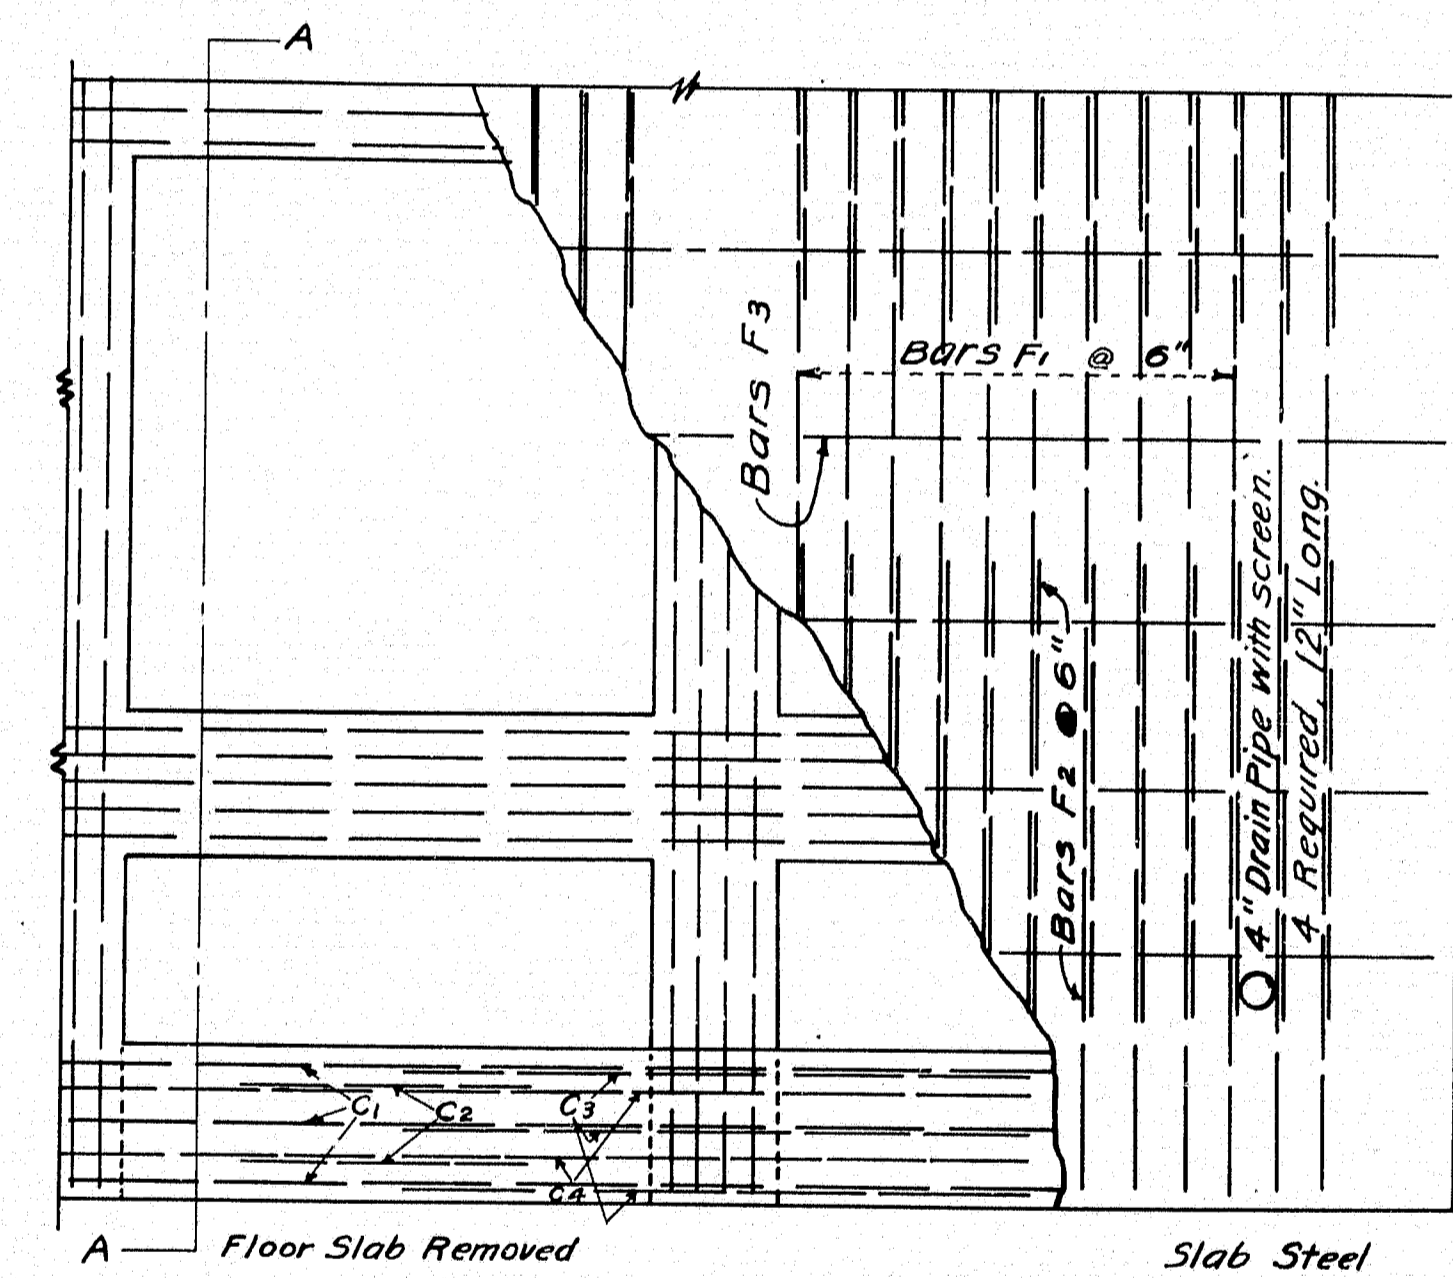 A
Bars F3
Bars F1 @ 6"
Bars F2 @ 6"
4" Drain Pipe with screen.
4 Required, 12" Long.
C1
C2
C3
C4
A
Floor Slab Removed
Slab Steel